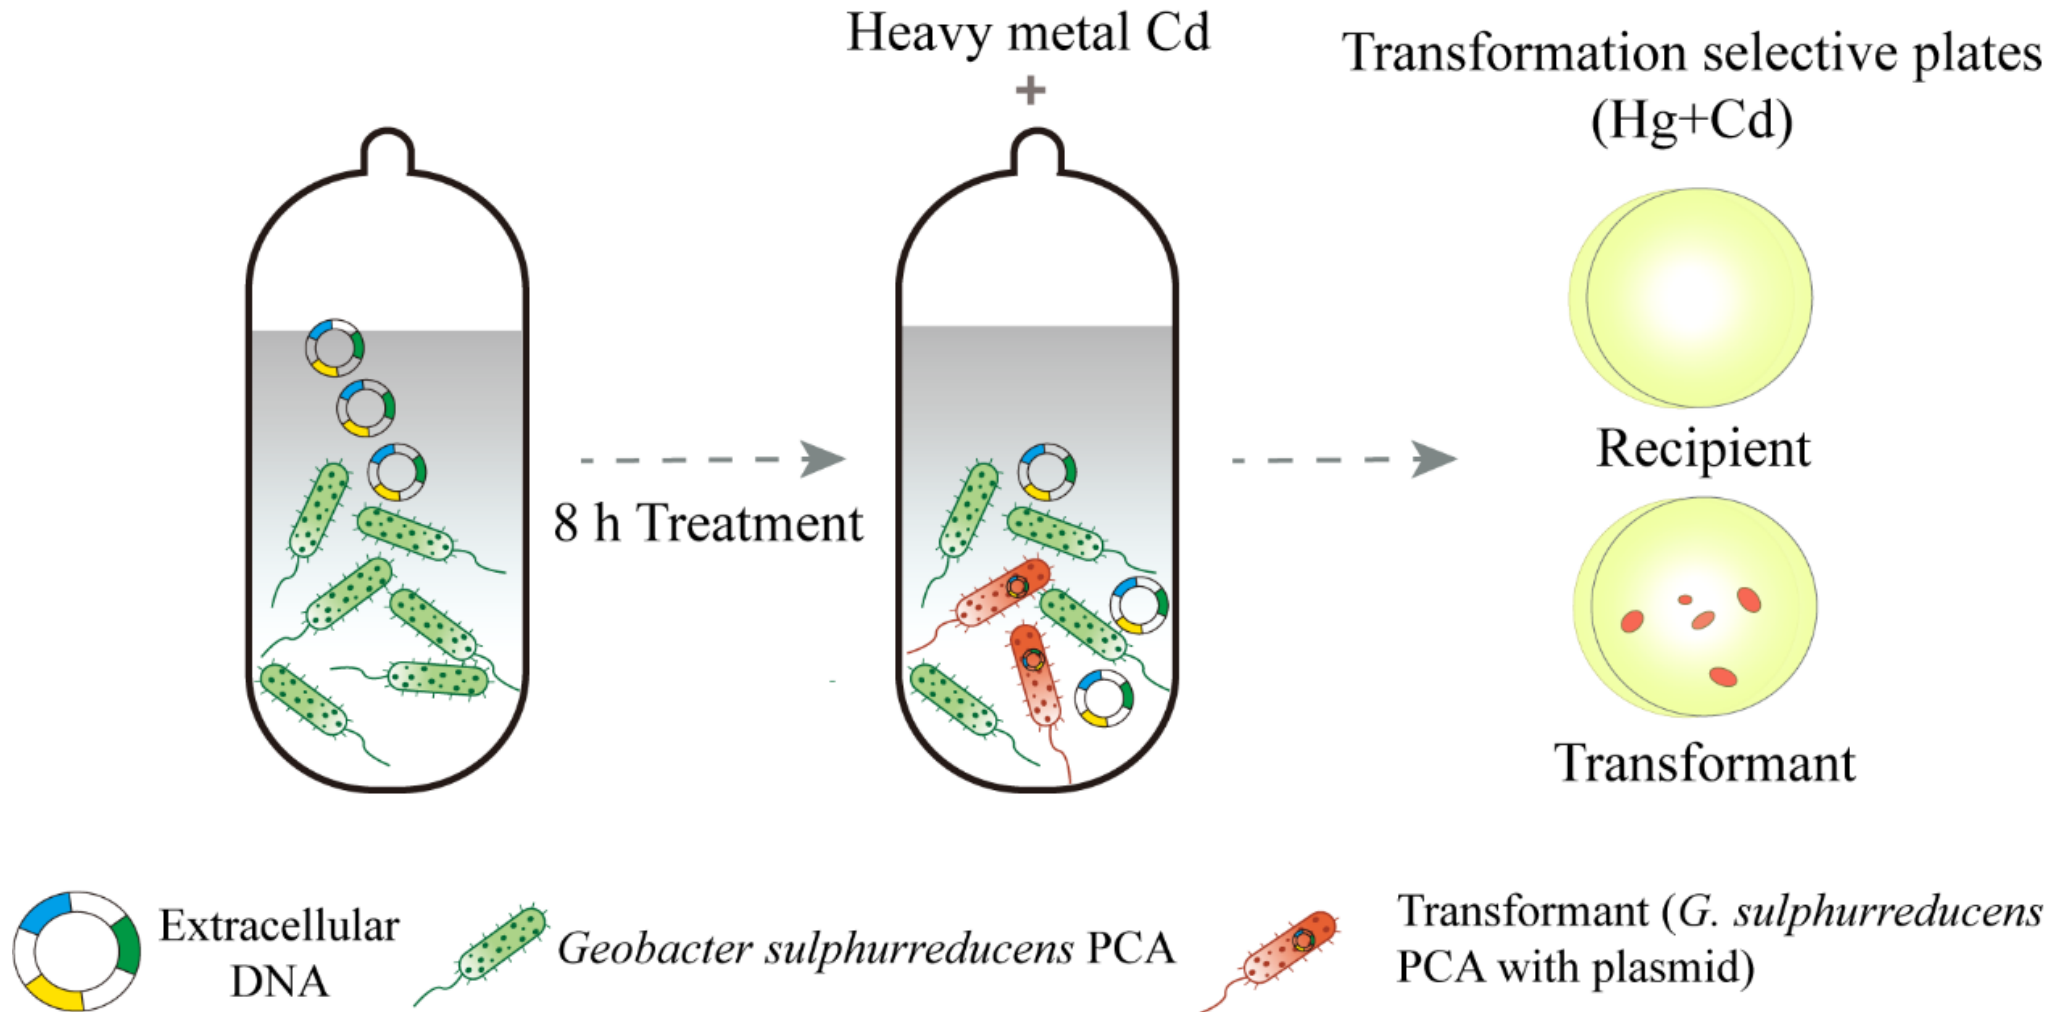 Heavy metal Cd
+
Transformation selective plates
(Hg+Cd)
8 h Treatment
Recipient
Transformant
Extracellular
DNA
Geobacter sulphurreducens PCA
Transformant (G. sulphurreducens
PCA with plasmid)